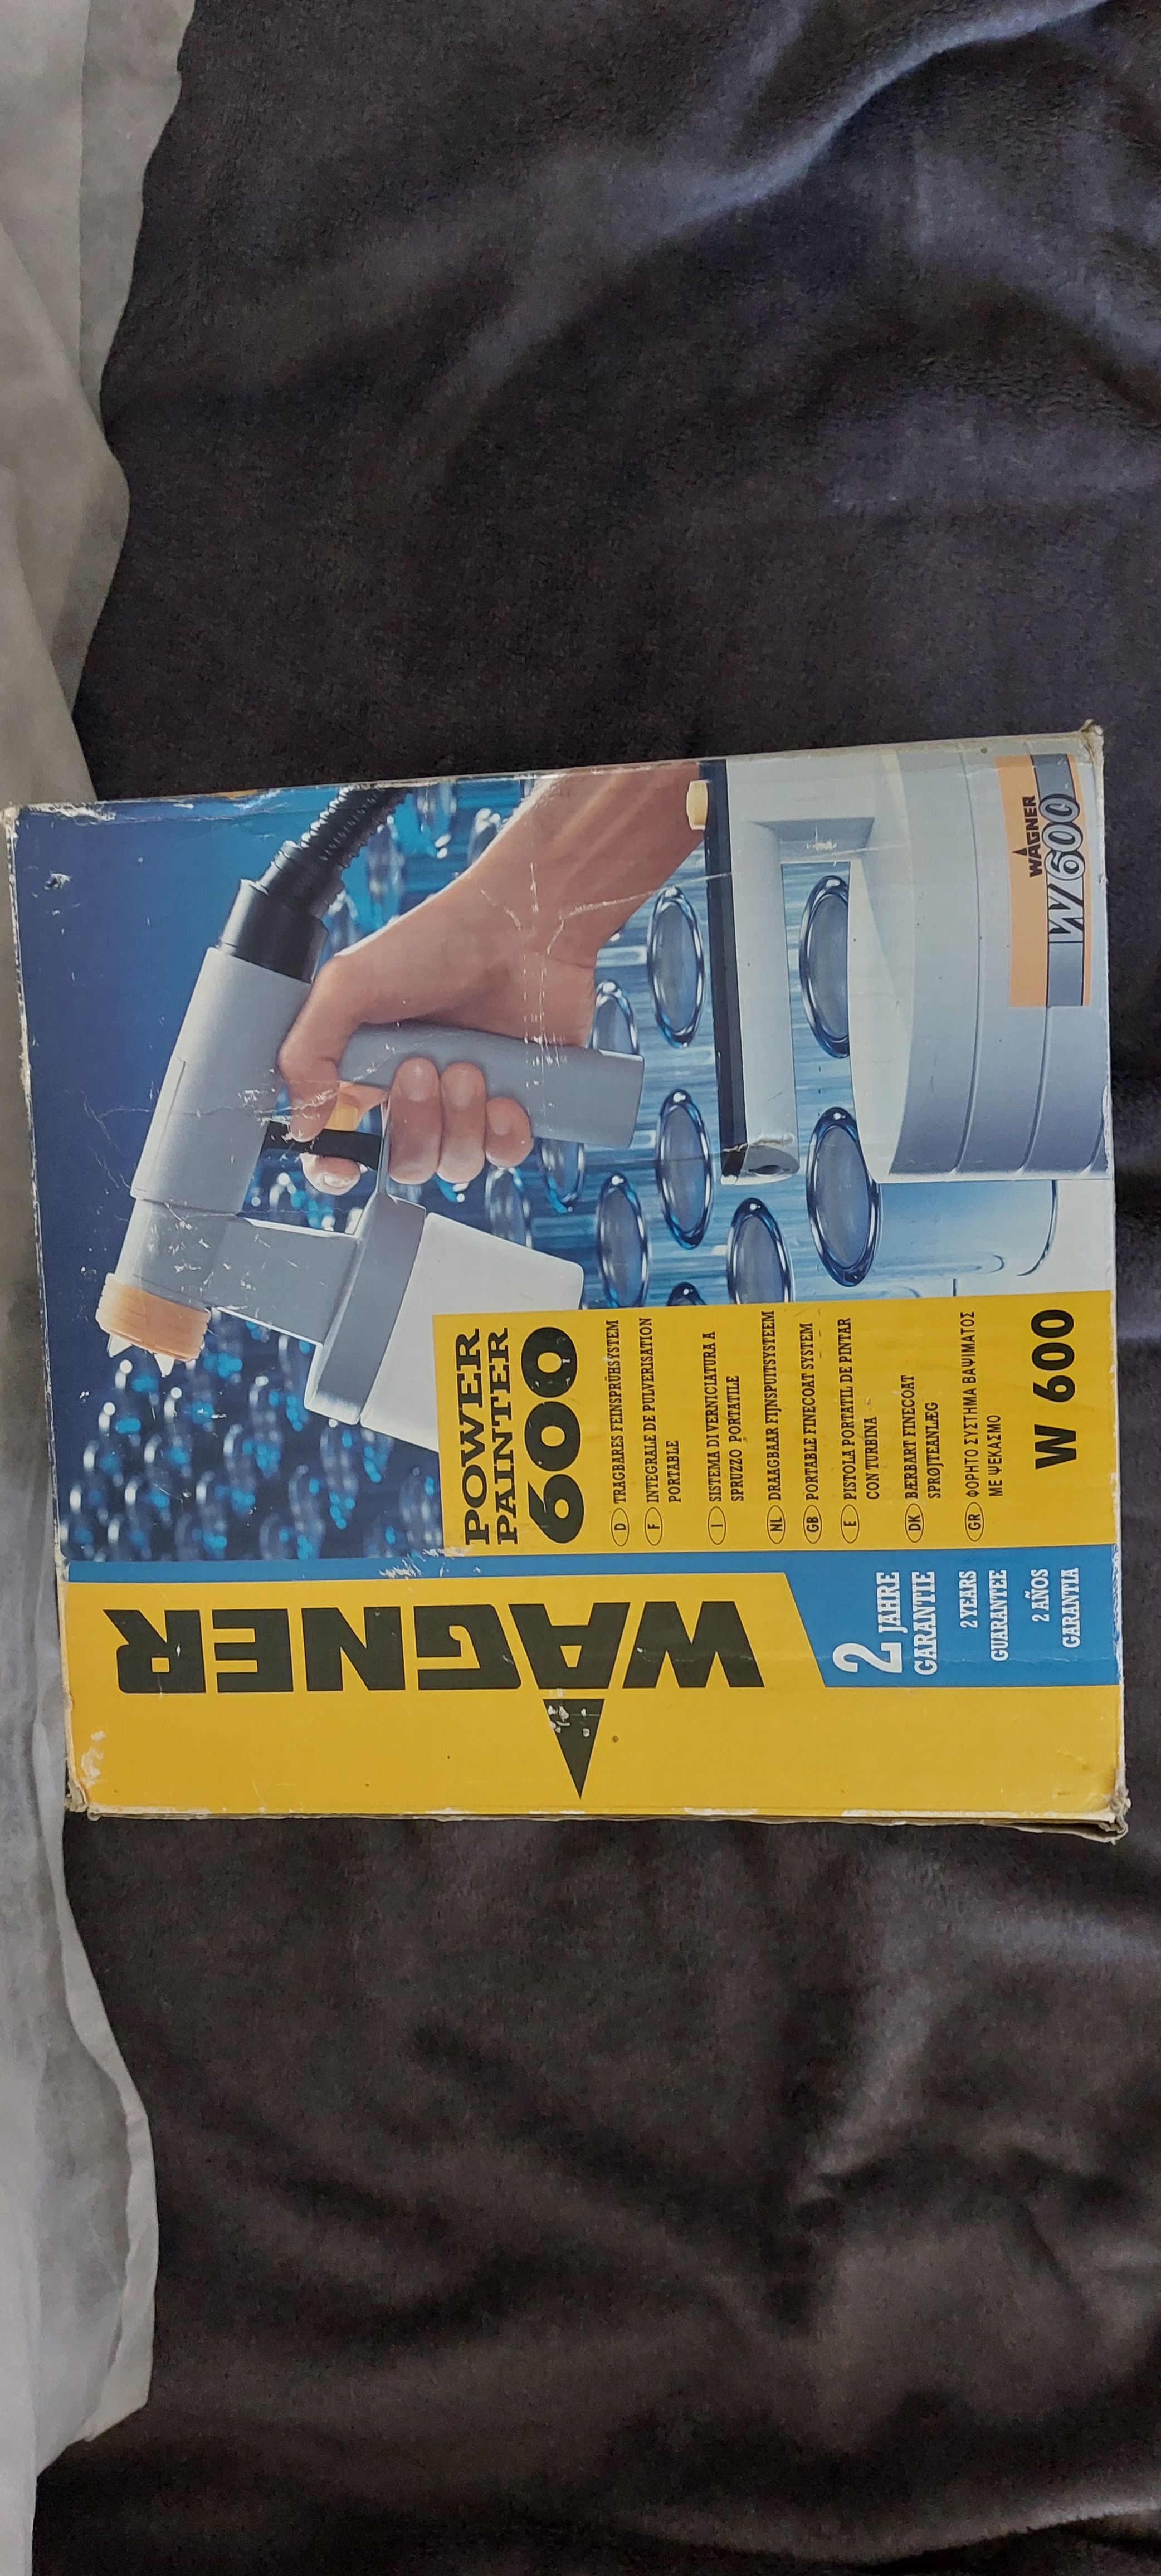 WAGNER
W600
POWER
PAINTER
600
D TRAGBARES FEINSPRÜHSYSTEM
F INTEGRALE DE PULVERISATION
PORTABLE
I SISTEMA DI VERNICIATURA A
SPRUZZO PORTATILE
NL DRAAGBAAR FIJNSPUITSYSTEEM
GB PORTABLE FINECOAT SYSTEM
E PISTOLA PORTATIL DE PINTAR
CON TURBINA
DK BÆRBART FINECOAT
SPRØJTEANLÆG
GR ΦΟΡΗΤΟ ΣΥΣΤΗΜΑ ΒΑΨΙΜΑΤΟΣ
ΜΕ ΨΕΚΑΣΜΟ
W 600
WAGNER
®
2 JAHRE
GARANTIE
2 YEARS
GUARANTEE
2 AÑOS
GARANTIA